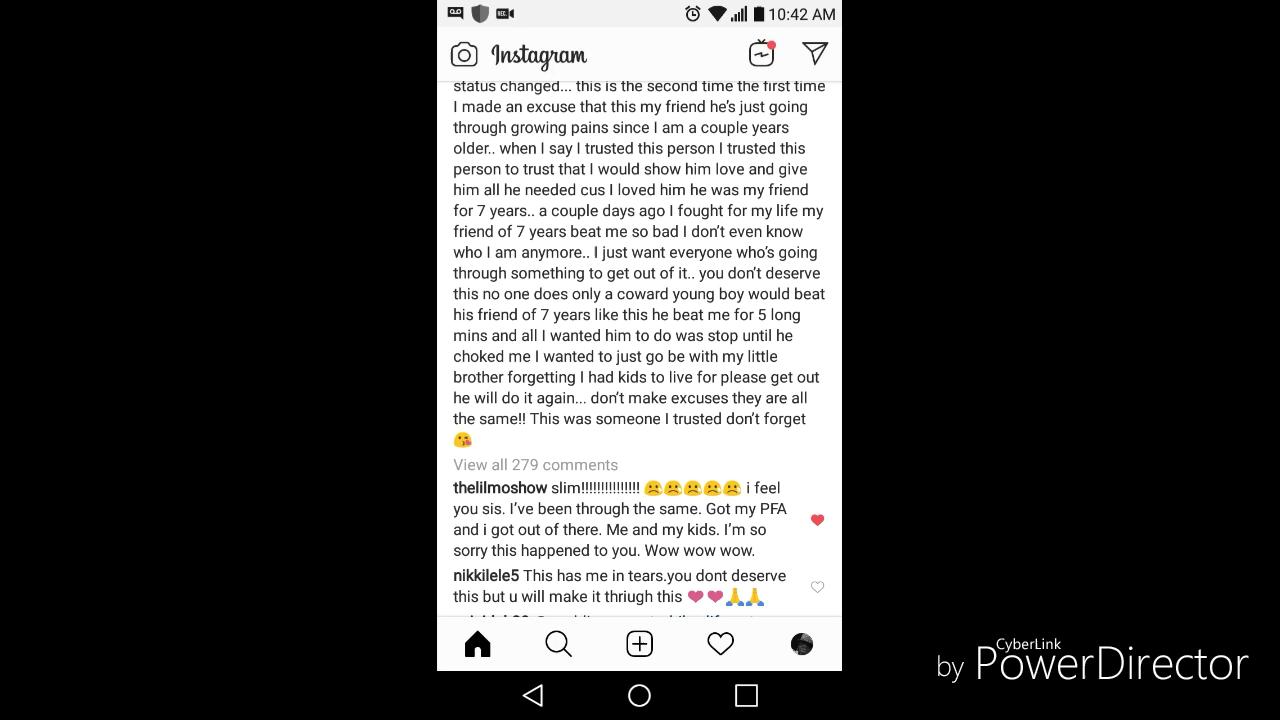 10:42 AM
Instagram
status changed... this is the second time the first time
I made an excuse that this my friend he's just going
through growing pains since I am a couple years
older.. when I say I trusted this person I trusted this
person to trust that I would show him love and give
him all he needed cus I loved him he was my friend
for 7 years.. a couple days ago I fought for my life my
friend of 7 years beat me so bad I don't even know
who I am anymore.. I just want everyone who's going
through something to get out of it.. you don't deserve
this no one does only a coward young boy would beat
his friend of 7 years like this he beat me for 5 long
mins and all I wanted him to do was stop until he
choked me I wanted to just go be with my little
brother forgetting I had kids to live for please get out
he will do it again... don't make excuses they are all
the same!! This was someone I trusted don't forget
😘
View all 279 comments
thelilmoshow slim!!!!!!!!!!!!!!! ☹️☹️☹️☹️☹️ i feel
you sis. I've been through the same. Got my PFA
and i got out of there. Me and my kids. I'm so
sorry this happened to you. Wow wow wow.
nikkilele5 This has me in tears.you dont deserve
this but u will make it thriugh this ❤️❤️🙏🙏
by CyberLink PowerDirector